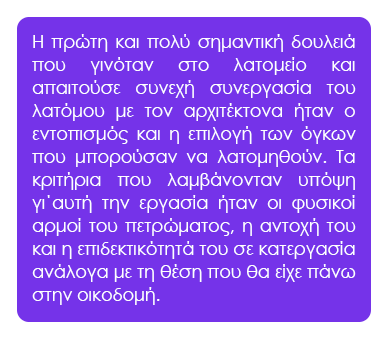 Η πρώτη και πολύ σημαντική δουλειά
που γινόταν στο λατομείο και
απαιτούσε συνεχή συνεργασία του
λατόμου με τον αρχιτέκτονα ήταν ο
εντοπισμός και η επιλογή των όγκων
που μπορούσαν να λατομηθούν. Τα
κριτήρια που λαμβάνονταν υπόψη
γι΄αυτή την εργασία ήταν οι φυσικοί
αρμοί του πετρώματος, η αντοχή του
και η επιδεκτικότητά του σε κατεργασία
ανάλογα με τη θέση που θα είχε πάνω
στην οικοδομή.